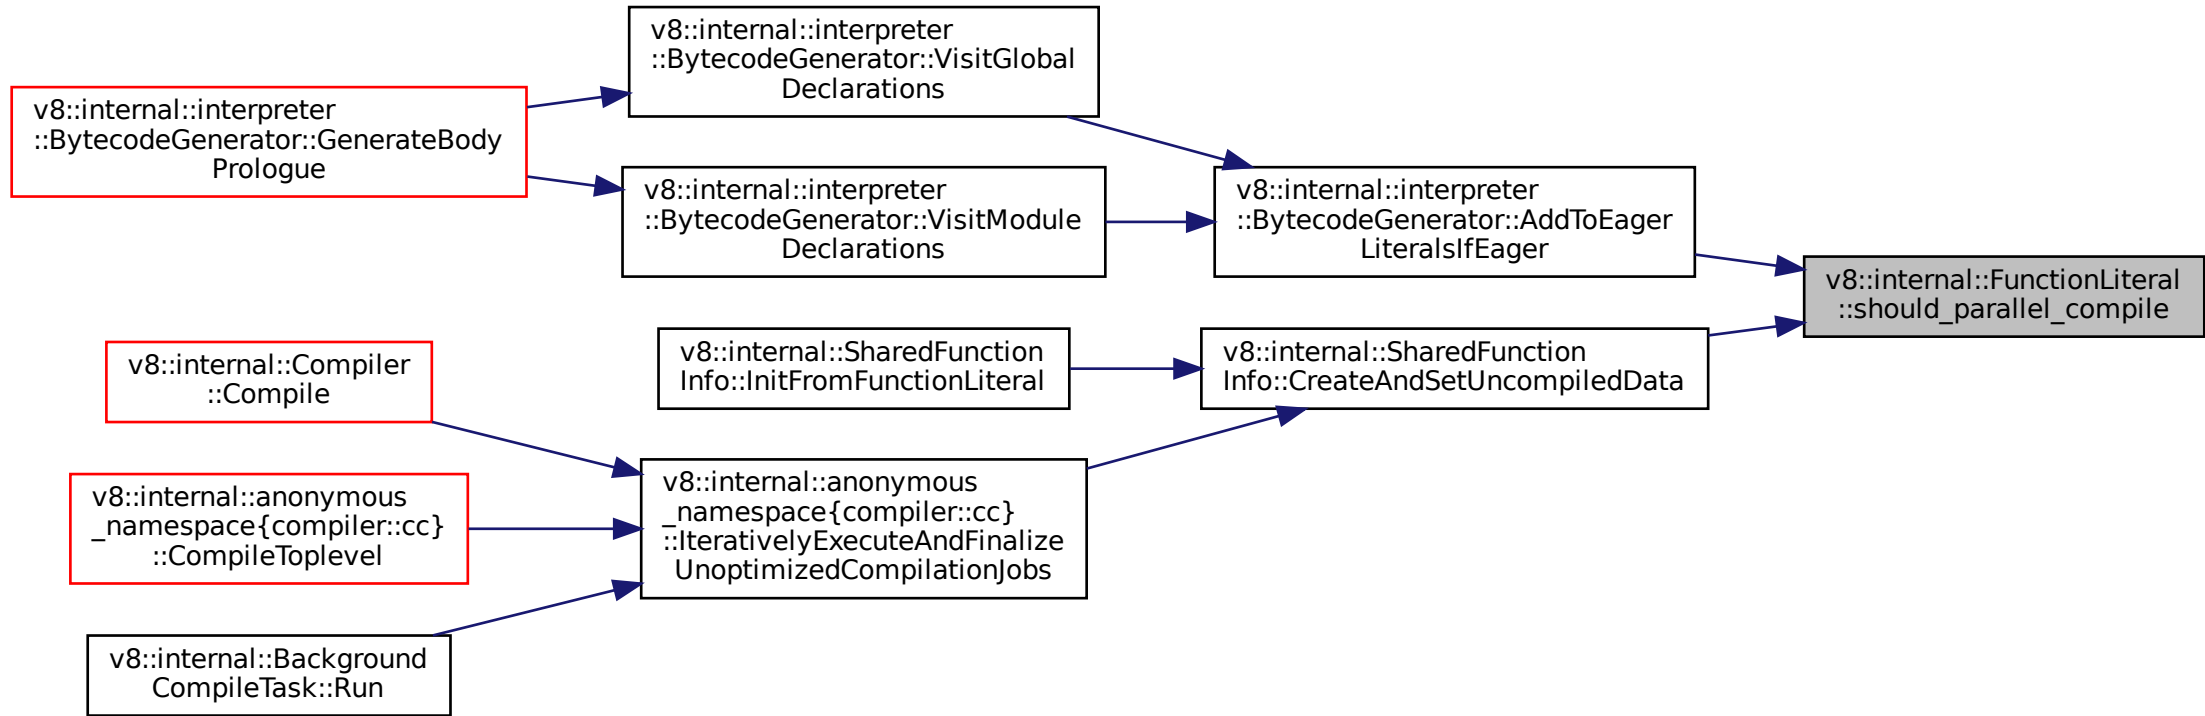 v8::internal::interpreter
::BytecodeGenerator::VisitGlobal
Declarations
v8::internal::interpreter
::BytecodeGenerator::GenerateBody
Prologue
v8::internal::interpreter
::BytecodeGenerator::VisitModule
Declarations
v8::internal::interpreter
::BytecodeGenerator::AddToEager
LiteralsIfEager
v8::internal::FunctionLiteral
::should_parallel_compile
v8::internal::SharedFunction
Info::InitFromFunctionLiteral
v8::internal::SharedFunction
Info::CreateAndSetUncompiledData
v8::internal::Compiler
::Compile
v8::internal::anonymous
_namespace{compiler::cc}
::CompileToplevel
v8::internal::anonymous
_namespace{compiler::cc}
::IterativelyExecuteAndFinalize
UnoptimizedCompilationJobs
v8::internal::Background
CompileTask::Run